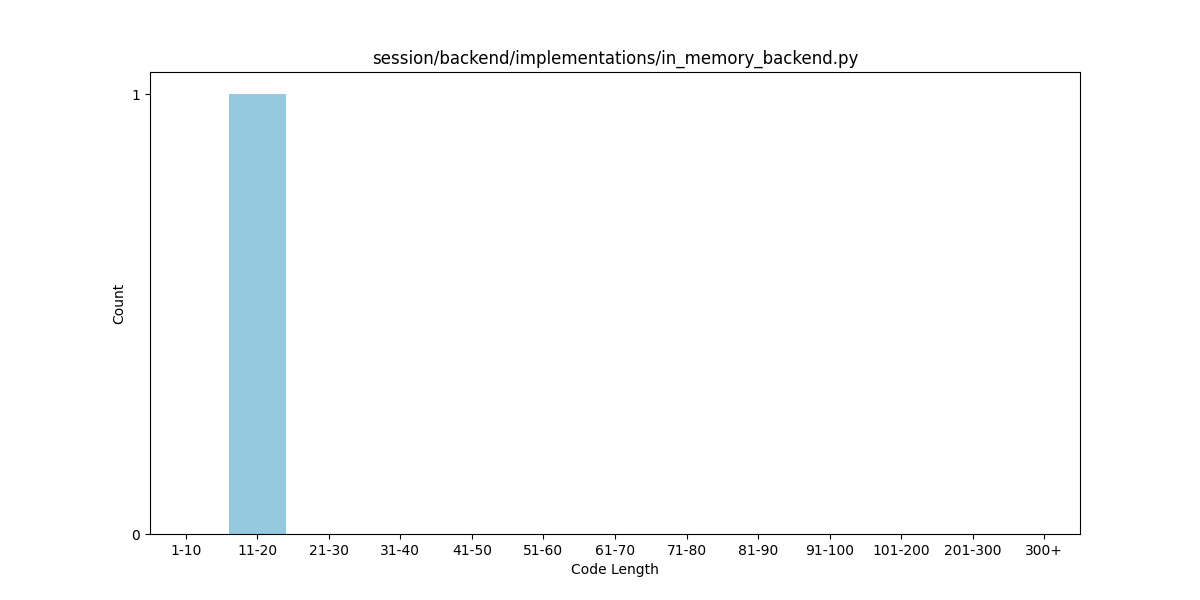 session/backend/implementations/in_memory_backend.py
1
Count
0
1-10 11-20 21-30 31-40 41-50 51-60 61-70 71-80 81-90 91-100 101-200 201-300 300+
Code Length